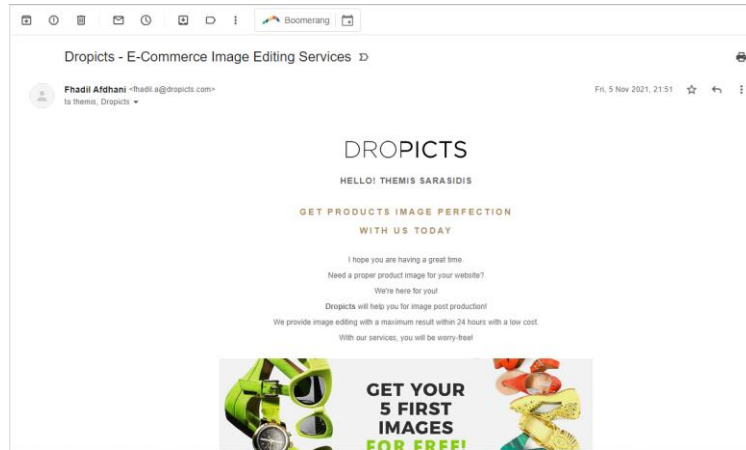 Boomerang
Dropicts - E-Commerce Image Editing Services
Fhadil Afdhani <fhadil.a@dropicts.com>
Fri, 5 Nov 2021, 21:51
to themis, Dropicts
DROPICTS
HELLO! THEMIS SARASIDIS
GET PRODUCTS IMAGE PERFECTION
WITH US TODAY
I hope you are having a great time.
Need a proper product image for your website?
We're here for you!
Dropicts will help you for image post production!
We provide image editing with a maximum result within 24 hours with a low cost.
With our services, you will be worry-free!
GET YOUR
5 FIRST
IMAGES
FOR FREE!